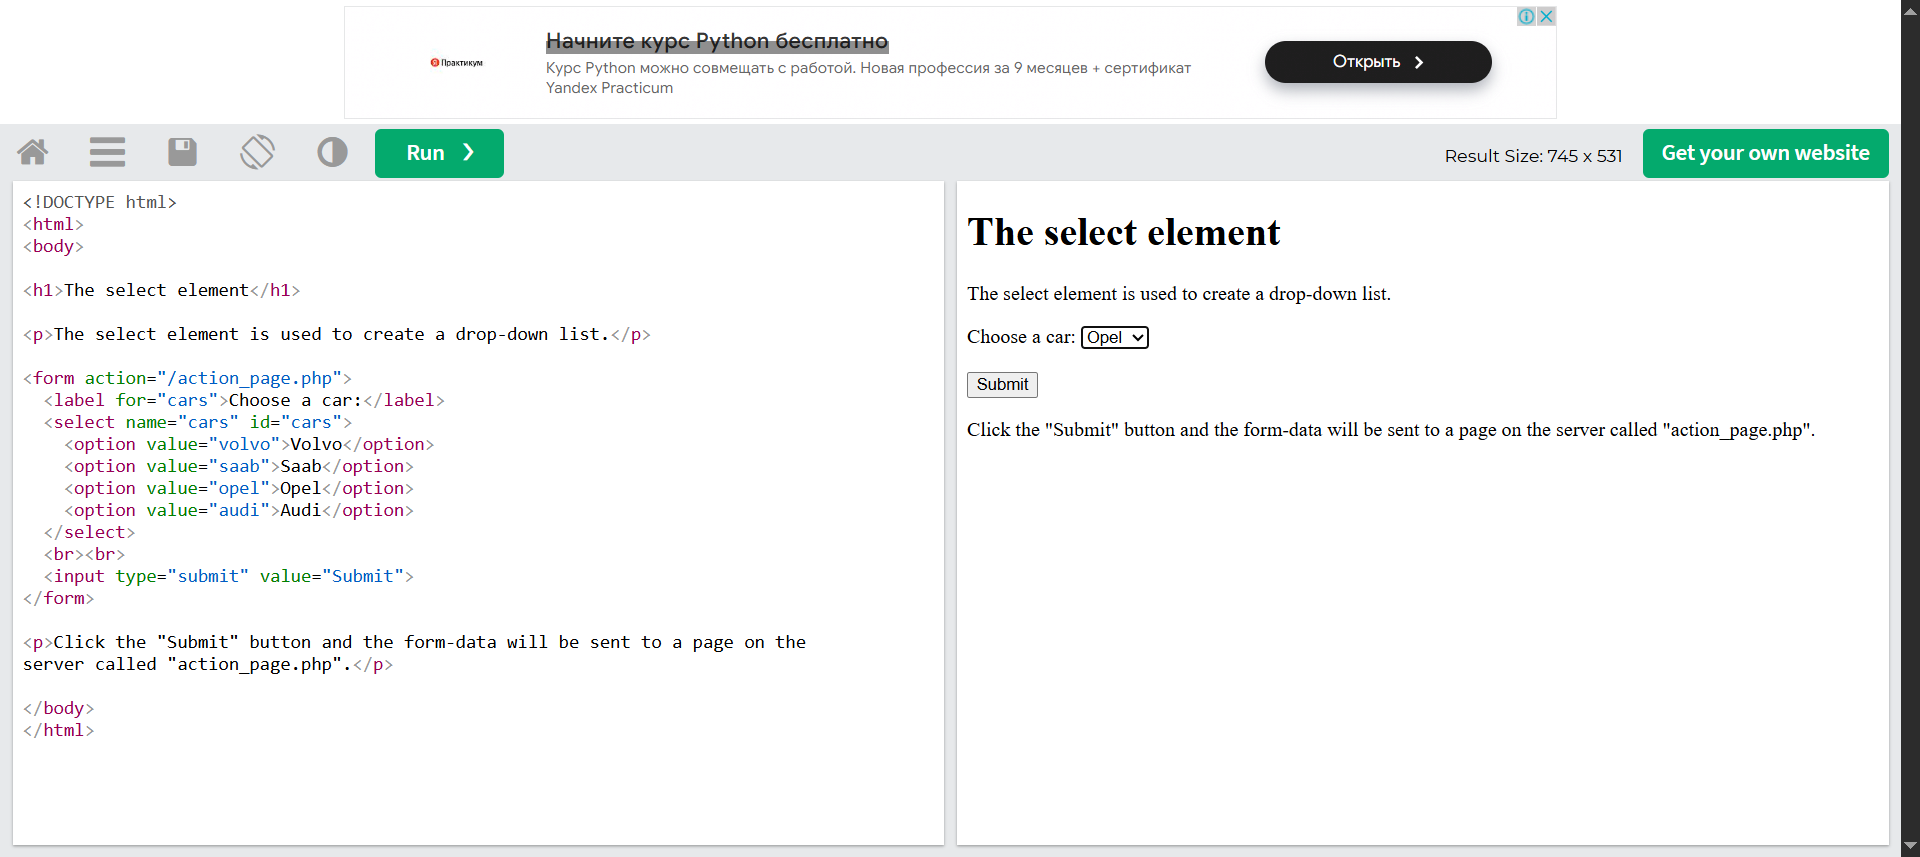 Начните курс Python бесплатно
Практикум
Курс Python можно совмещать с работой. Новая профессия за 9 месяцев + сертификат
Yandex Practicum
Открыть
Run
Result Size: 745 x 531
Get your own website
<!DOCTYPE html>
<html>
<body>
<h1>The select element</h1>
<p>The select element is used to create a drop-down list.</p>
<form action="/action_page.php">
<label for="cars">Choose a car:</label>
<select name="cars" id="cars">
<option value="volvo">Volvo</option>
<option value="saab">Saab</option>
<option value="opel">Opel</option>
<option value="audi">Audi</option>
</select>
<br><br>
<input type="submit" value="Submit">
</form>
<p>Click the "Submit" button and the form-data will be sent to a page on the
server called "action_page.php".</p>
</body>
</html>
The select element
The select element is used to create a drop-down list.
Choose a car: Opel
Submit
Click the "Submit" button and the form-data will be sent to a page on the server called "action_page.php".